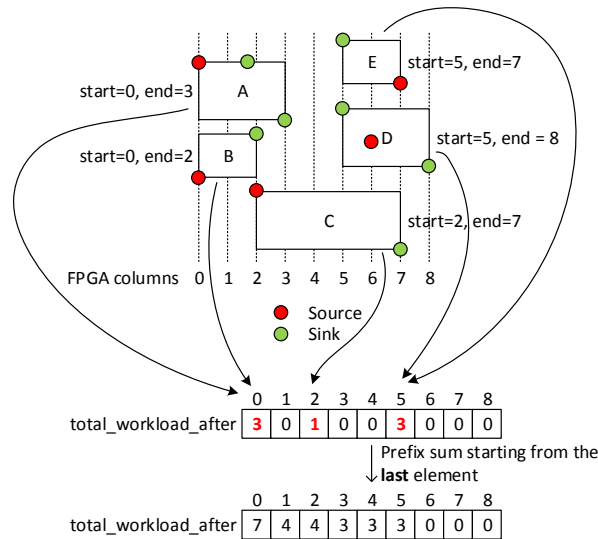 E
start=5, end=7
A
start=0, end=3
D
start=5, end = 8
start=0, end=2
B
C
start=2, end=7
FPGA columns 0 1 2 3 4 5 6 7 8
Source
Sink
0 1 2 3 4 5 6 7 8
total_workload_after 3 0 1 0 0 3 0 0 0
Prefix sum starting from the
last element
0 1 2 3 4 5 6 7 8
total_workload_after 7 4 4 3 3 3 0 0 0